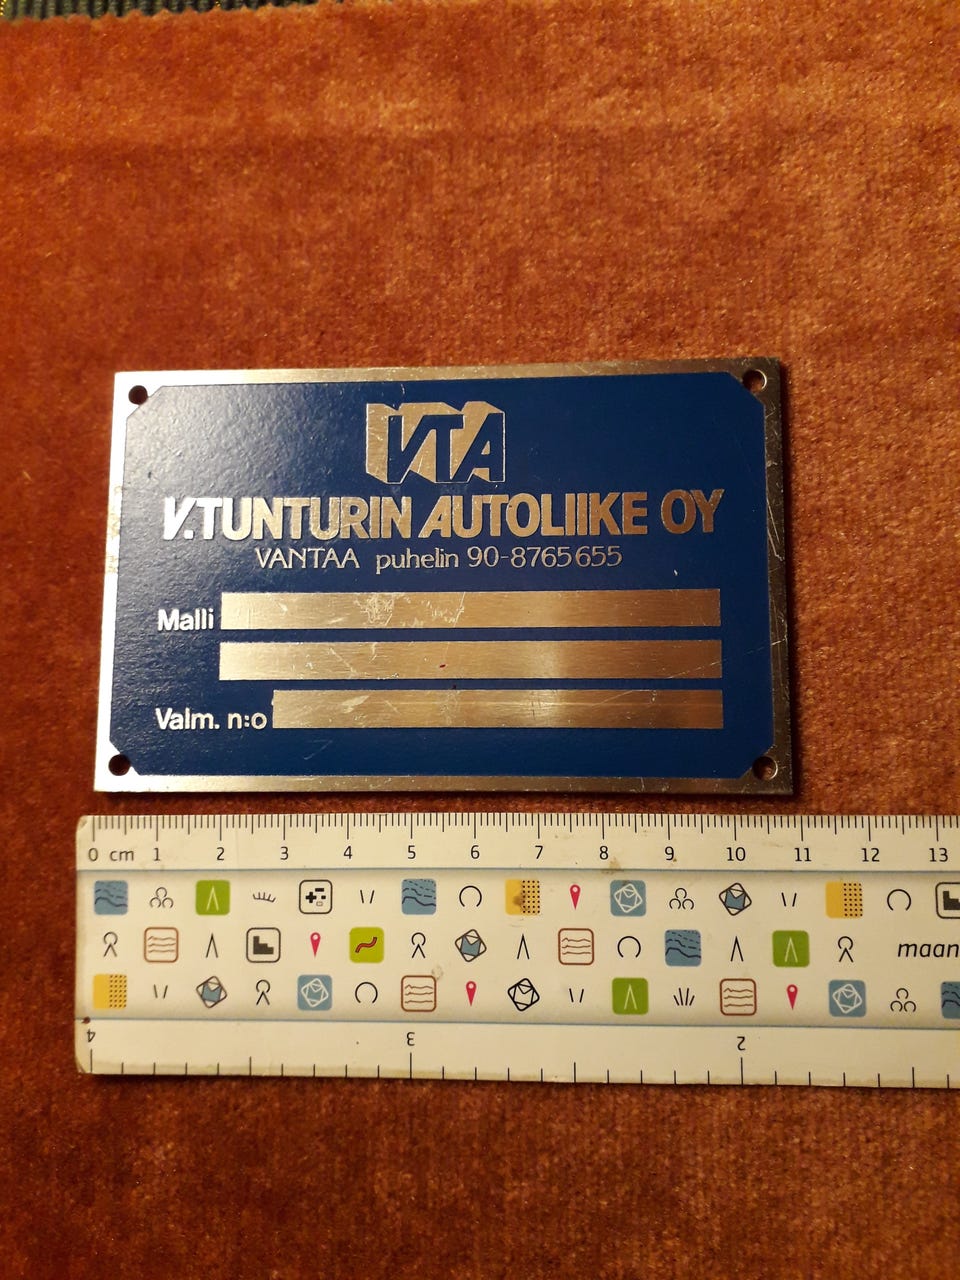 VTA
V.TUNTURIN AUTOLIIKE OY
VANTAA puhelin 90-8765655
Malli
Valm. n:o
0 cm 1 2 3 4 5 6 7 8 9 10 11 12 13
maan
4 3 2